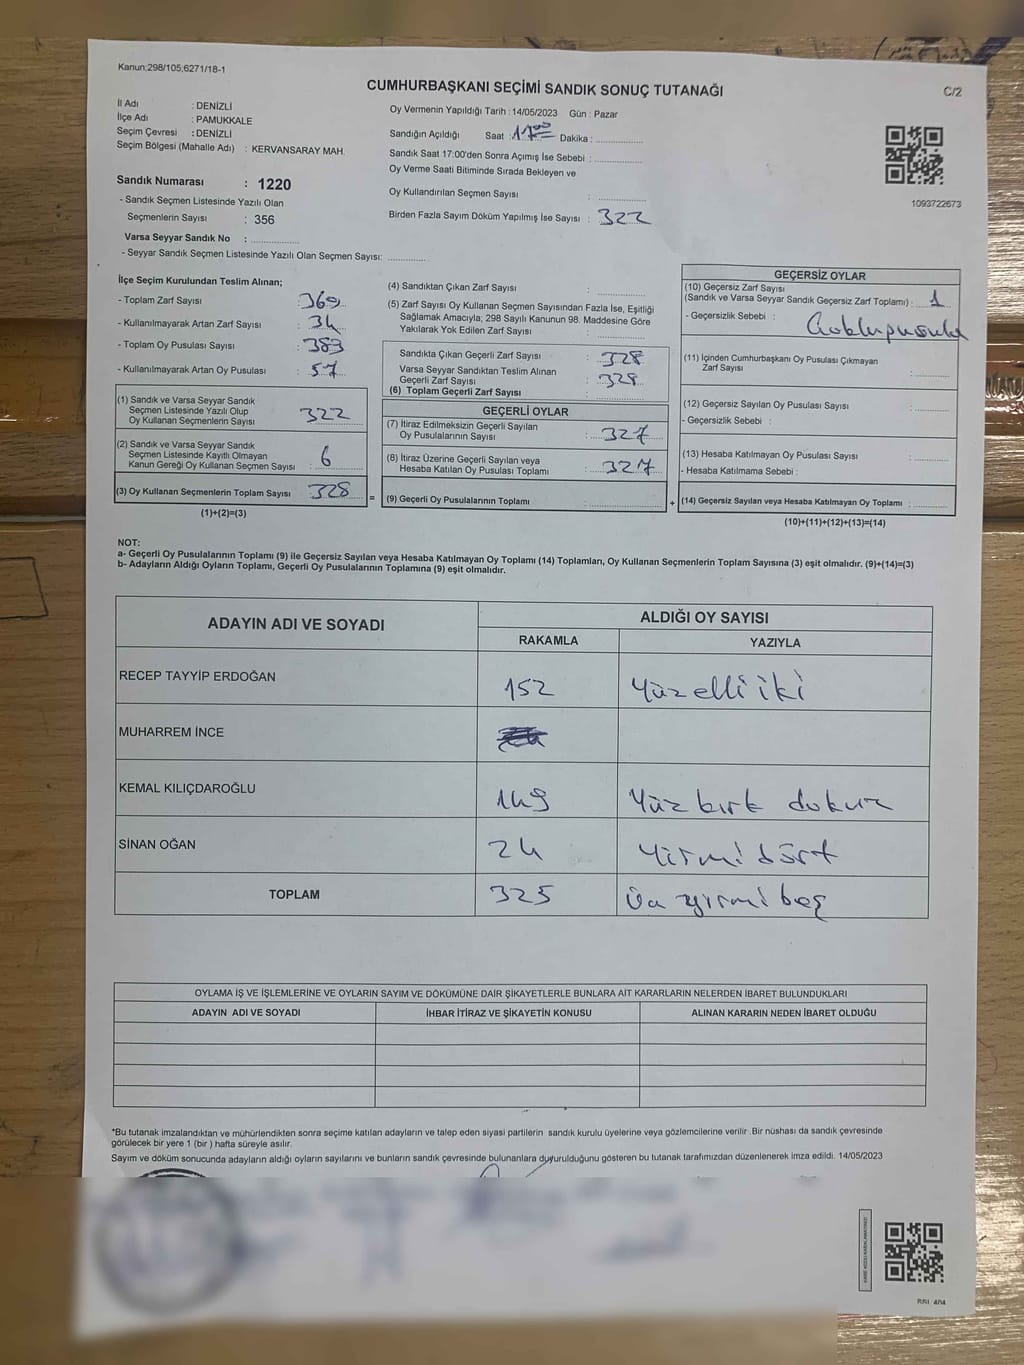 Kanun;298/105;6271/18-1
CUMHURBAŞKANI SEÇİMİ SANDIK SONUÇ TUTANAĞI
C/2
İl Adı : DENİZLİ
İlçe Adı : PAMUKKALE
Seçim Çevresi : DENİZLİ
Seçim Bölgesi (Mahalle Adı) : KERVANSARAY MAH.
Sandık Numarası : 1220
- Sandık Seçmen Listesinde Yazılı Olan
Seçmenlerin Sayısı : 356
Varsa Seyyar Sandık No : ...............
- Seyyar Sandık Seçmen Listesinde Yazılı Olan Seçmen Sayısı: ............
Oy Vermenin Yapıldığı Tarih : 14/05/2023 Gün : Pazar
Sandığın Açıldığı Saat : 17 00 Dakika : ...............
Sandık Saat 17:00'den Sonra Açımış İse Sebebi : ...............
Oy Verme Saati Bitiminde Sırada Bekleyen ve
Oy Kullandırılan Seçmen Sayısı : ...............
Birden Fazla Sayım Döküm Yapılmış İse Sayısı : 322
1093722673
İlçe Seçim Kurulundan Teslim Alınan;
- Toplam Zarf Sayısı : 369
- Kullanılmayarak Artan Zarf Sayısı : 34
- Toplam Oy Pusulası Sayısı : 383
- Kullanılmayarak Artan Oy Pusulası : 57
(1) Sandık ve Varsa Seyyar Sandık
Seçmen Listesinde Yazılı Olup
Oy Kullanan Seçmenlerin Sayısı : 322
(2) Sandık ve Varsa Seyyar Sandık
Seçmen Listesinde Kayıtlı Olmayan
Kanun Gereği Oy Kullanan Seçmen Sayısı : 6
(3) Oy Kullanan Seçmenlerin Toplam Sayısı : 328
(1)+(2)=(3)
=
(4) Sandıktan Çıkan Zarf Sayısı : ...............
(5) Zarf Sayısı Oy Kullanan Seçmen Sayısından Fazla İse, Eşitliği
Sağlamak Amacıyla; 298 Sayılı Kanunun 98. Maddesine Göre
Yakılarak Yok Edilen Zarf Sayısı : ...............
Sandıkta Çıkan Geçerli Zarf Sayısı : 328
Varsa Seyyar Sandıktan Teslim Alınan
Geçerli Zarf Sayısı : 328
(6) Toplam Geçerli Zarf Sayısı : ...............
GEÇERLİ OYLAR
(7) İtiraz Edilmeksizin Geçerli Sayılan
Oy Pusulalarının Sayısı : 327
(8) İtiraz Üzerine Geçerli Sayılan veya
Hesaba Katılan Oy Pusulası Toplamı : 327
(9) Geçerli Oy Pusulalarının Toplamı : ...............
+
GEÇERSİZ OYLAR
(10) Geçersiz Zarf Sayısı
(Sandık ve Varsa Seyyar Sandık Geçersiz Zarf Toplamı) : 1
- Geçersizlik Sebebi :
(11) İçinden Cumhurbaşkanı Oy Pusulası Çıkmayan
Zarf Sayısı : ...............
(12) Geçersiz Sayılan Oy Pusulası Sayısı : ...............
- Geçersizlik Sebebi :
(13) Hesaba Katılmayan Oy Pusulası Sayısı : ...............
- Hesaba Katılmama Sebebi :
(14) Geçersiz Sayılan veya Hesaba Katılmayan Oy Toplamı : ...............
(10)+(11)+(12)+(13)=(14)
NOT:
a- Geçerli Oy Pusulalarının Toplamı (9) ile Geçersiz Sayılan veya Hesaba Katılmayan Oy Toplamı (14) Toplamları, Oy Kullanan Seçmenlerin Toplam Sayısına (3) eşit olmalıdır. (9)+(14)=(3)
b- Adayların Aldığı Oyların Toplamı, Geçerli Oy Pusulalarının Toplamına (9) eşit olmalıdır.
ADAYIN ADI VE SOYADI
ALDIĞI OY SAYISI
RAKAMLA YAZIYLA
RECEP TAYYİP ERDOĞAN 152 Yüzelliiki
MUHARREM İNCE
KEMAL KILIÇDAROĞLU 149 Yüzkırk dokuz
SİNAN OĞAN 24 Yirmi dört
TOPLAM 325 Üç yirmi beş
OYLAMA İŞ VE İŞLEMLERİNE VE OYLARIN SAYIM VE DÖKÜMÜNE DAİR ŞİKAYETLERLE BUNLARA AİT KARARLARIN NELERDEN İBARET BULUNDUKLARI
ADAYIN ADI VE SOYADI İHBAR İTİRAZ VE ŞİKAYETİN KONUSU ALINAN KARARIN NEDEN İBARET OLDUĞU
*Bu tutanak imzalandıktan ve mühürlendikten sonra seçime katılan adayların ve talep eden siyasi partilerin sandık kurulu üyelerine veya gözlemcilerine verilir .Bir nüshası da sandık çevresinde
görülecek bir yere 1 (bir ) hafta süreyle asılır.
Sayım ve döküm sonucunda adayların aldığı oyların sayılarını ve bunların sandık çevresinde bulunanlara duyurulduğunu gösteren bu tutanak tarafımızdan düzenlenerek imza edildi. 14/05/2023